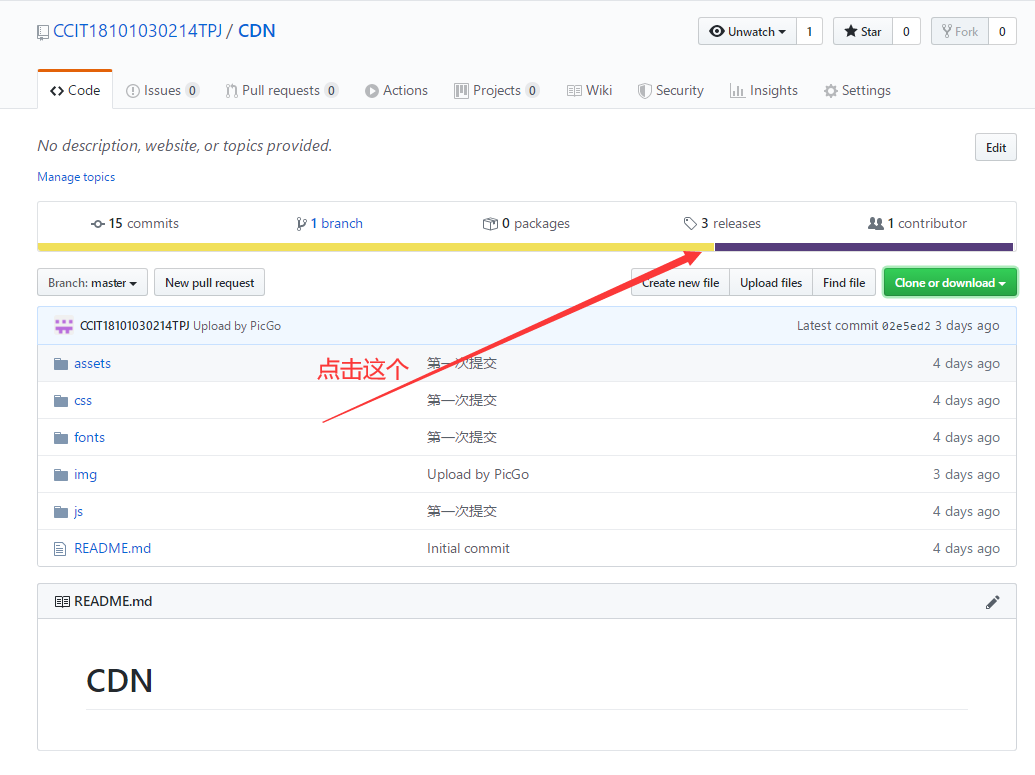 CCIT18101030214TPJ / CDN
Unwatch 1 Star 0 Fork 0
Code Issues 0 Pull requests 0 Actions Projects 0 Wiki Security Insights Settings
No description, website, or topics provided. Edit
Manage topics
15 commits 1 branch 0 packages 3 releases 1 contributor
Branch: master New pull request Create new file Upload files Find file Clone or download
CCIT18101030214TPJ Upload by PicGo Latest commit 02e5ed2 3 days ago
点击这个
assets 第一次提交 4 days ago
css 第一次提交 4 days ago
fonts 第一次提交 4 days ago
img Upload by PicGo 3 days ago
js 第一次提交 4 days ago
README.md Initial commit 4 days ago
README.md
CDN